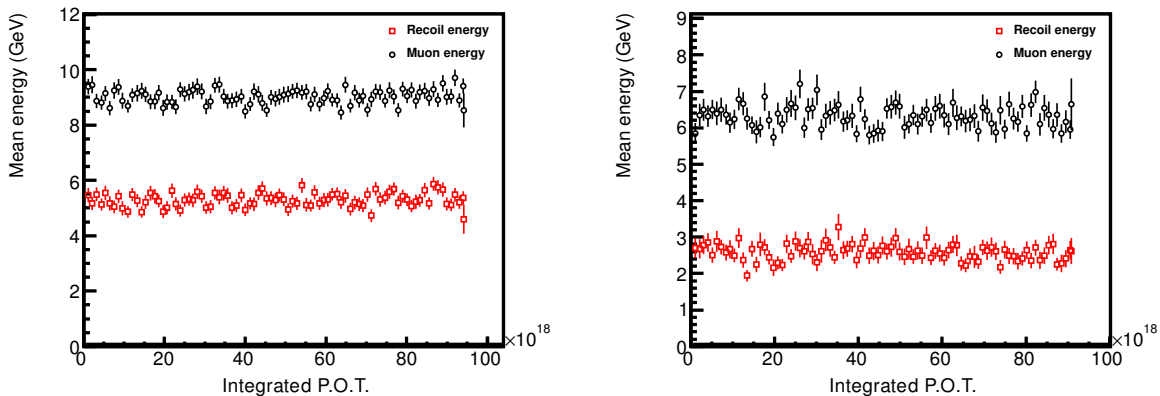 Mean energy (GeV)
12
10
8
6
4
2
0
Recoil energy
Muon energy
0 20 40 60 80 100
×10^18
Integrated P.O.T.
Mean energy (GeV)
9
8
7
6
5
4
3
2
1
0
Recoil energy
Muon energy
0 20 40 60 80 100
×10^18
Integrated P.O.T.